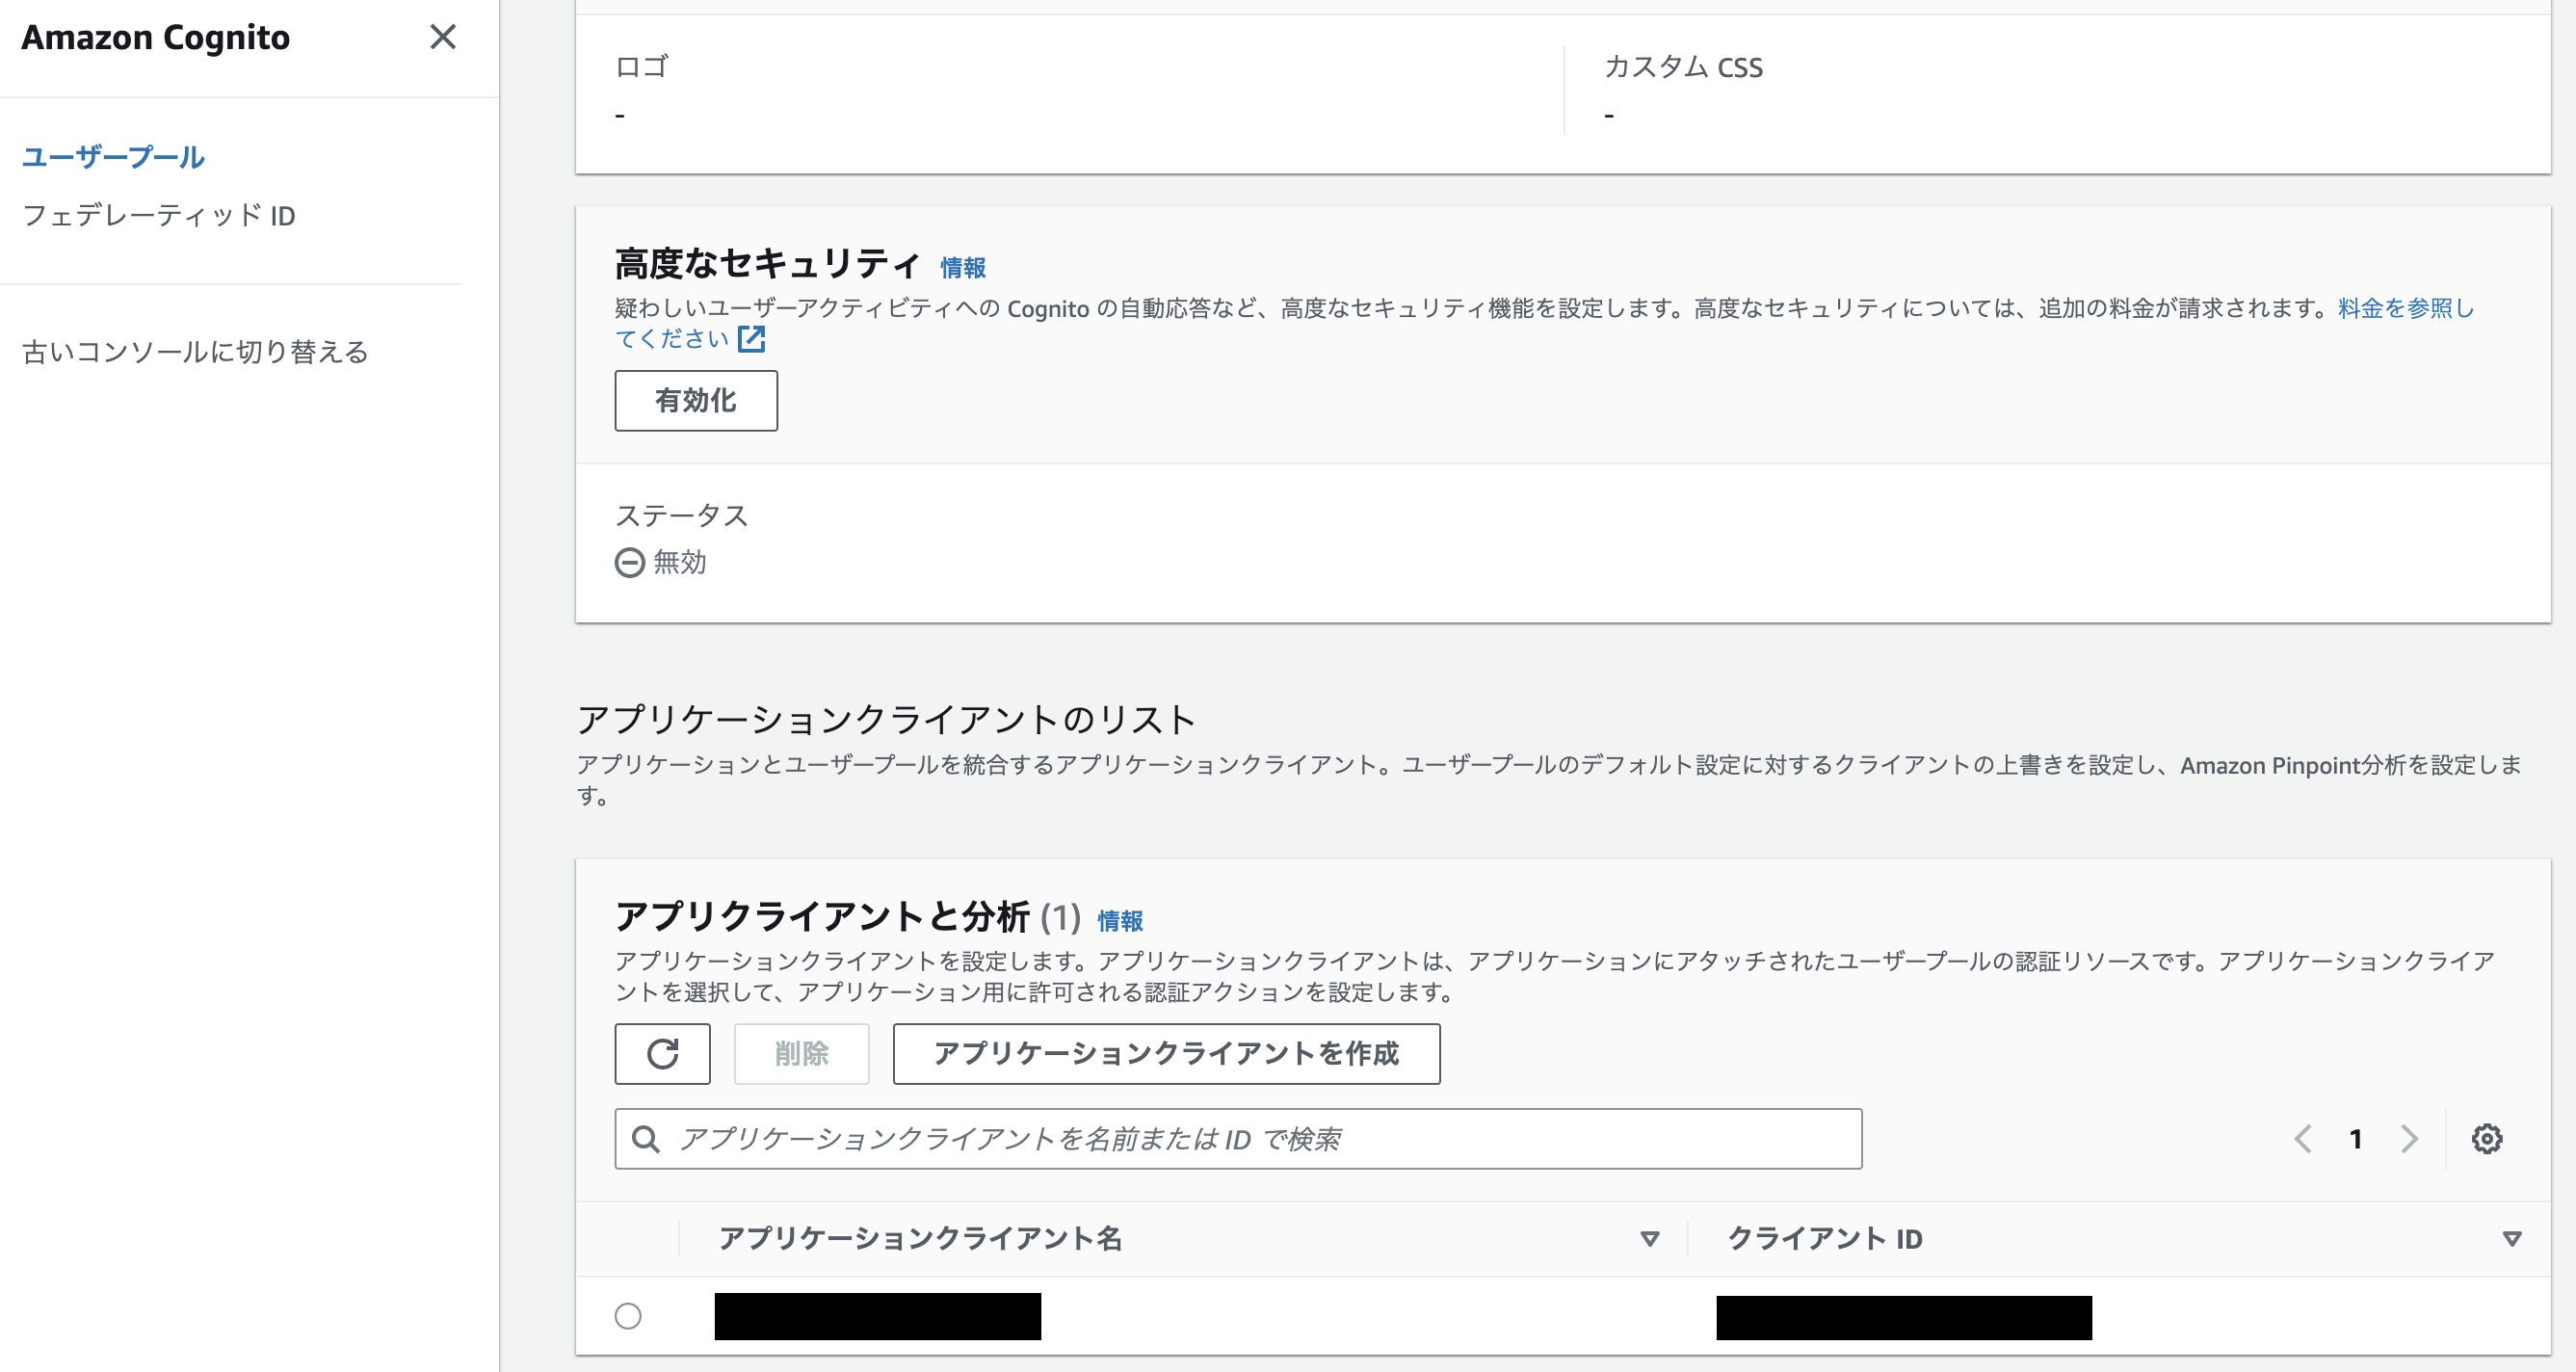 Amazon Cognito
ユーザープール
フェデレーティッド ID
古いコンソールに切り替える
ロゴ
-
カスタム CSS
-
高度なセキュリティ 情報
疑わしいユーザーアクティビティへの Cognito の自動応答など、高度なセキュリティ機能を設定します。高度なセキュリティについては、追加の料金が請求されます。料金を参照し
てください
有効化
ステータス
無効
アプリケーションクライアントのリスト
アプリケーションとユーザープールを統合するアプリケーションクライアント。ユーザープールのデフォルト設定に対するクライアントの上書きを設定し、Amazon Pinpoint分析を設定しま
す。
アプリクライアントと分析 (1) 情報
アプリケーションクライアントを設定します。アプリケーションクライアントは、アプリケーションにアタッチされたユーザープールの認証リソースです。アプリケーションクライア
ントを選択して、アプリケーション用に許可される認証アクションを設定します。
削除 アプリケーションクライアントを作成
アプリケーションクライアントを名前または ID で検索
1
アプリケーションクライアント名 クライアント ID